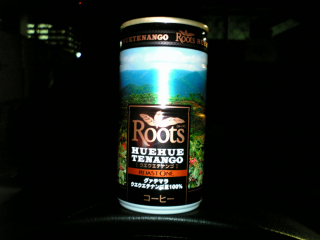 HUEHUETENANGO Roots
Roots
HUEHUE
TENANGO
ウエウエテナンゴ
ROAST ONE
グァテマラ
ウエウエテナンゴ豆100%
コーヒー